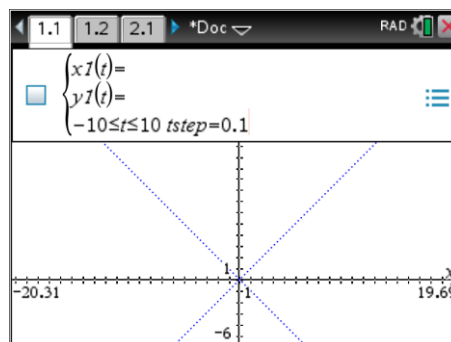 1.1 1.2 2.1 *Doc RAD
x1(t)=
y1(t)=
-10≤t≤10 tstep=0.1
1
x
-20.31 1 19.69
-6